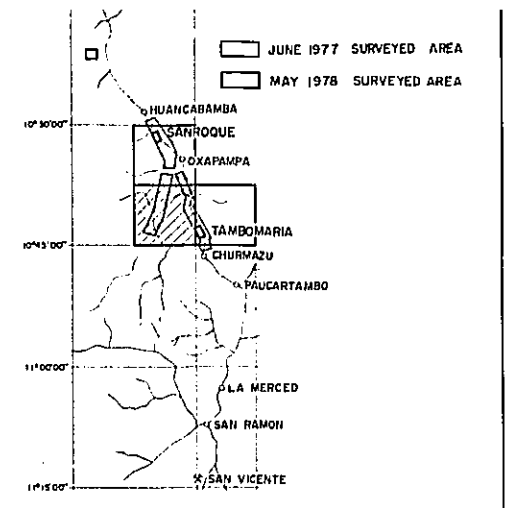 JUNE 1977 SURVEYED AREA
MAY 1978 SURVEYED AREA
HUANCABAMBA
10°30'00"
SANROQUE
OXAPAMPA
TAMBOMARIA
10°45'00"
CHURMAZU
PAUCARTAMBO
11°00'00"
LA MERCED
SAN RAMON
SAN VICENTE
11°15'00"